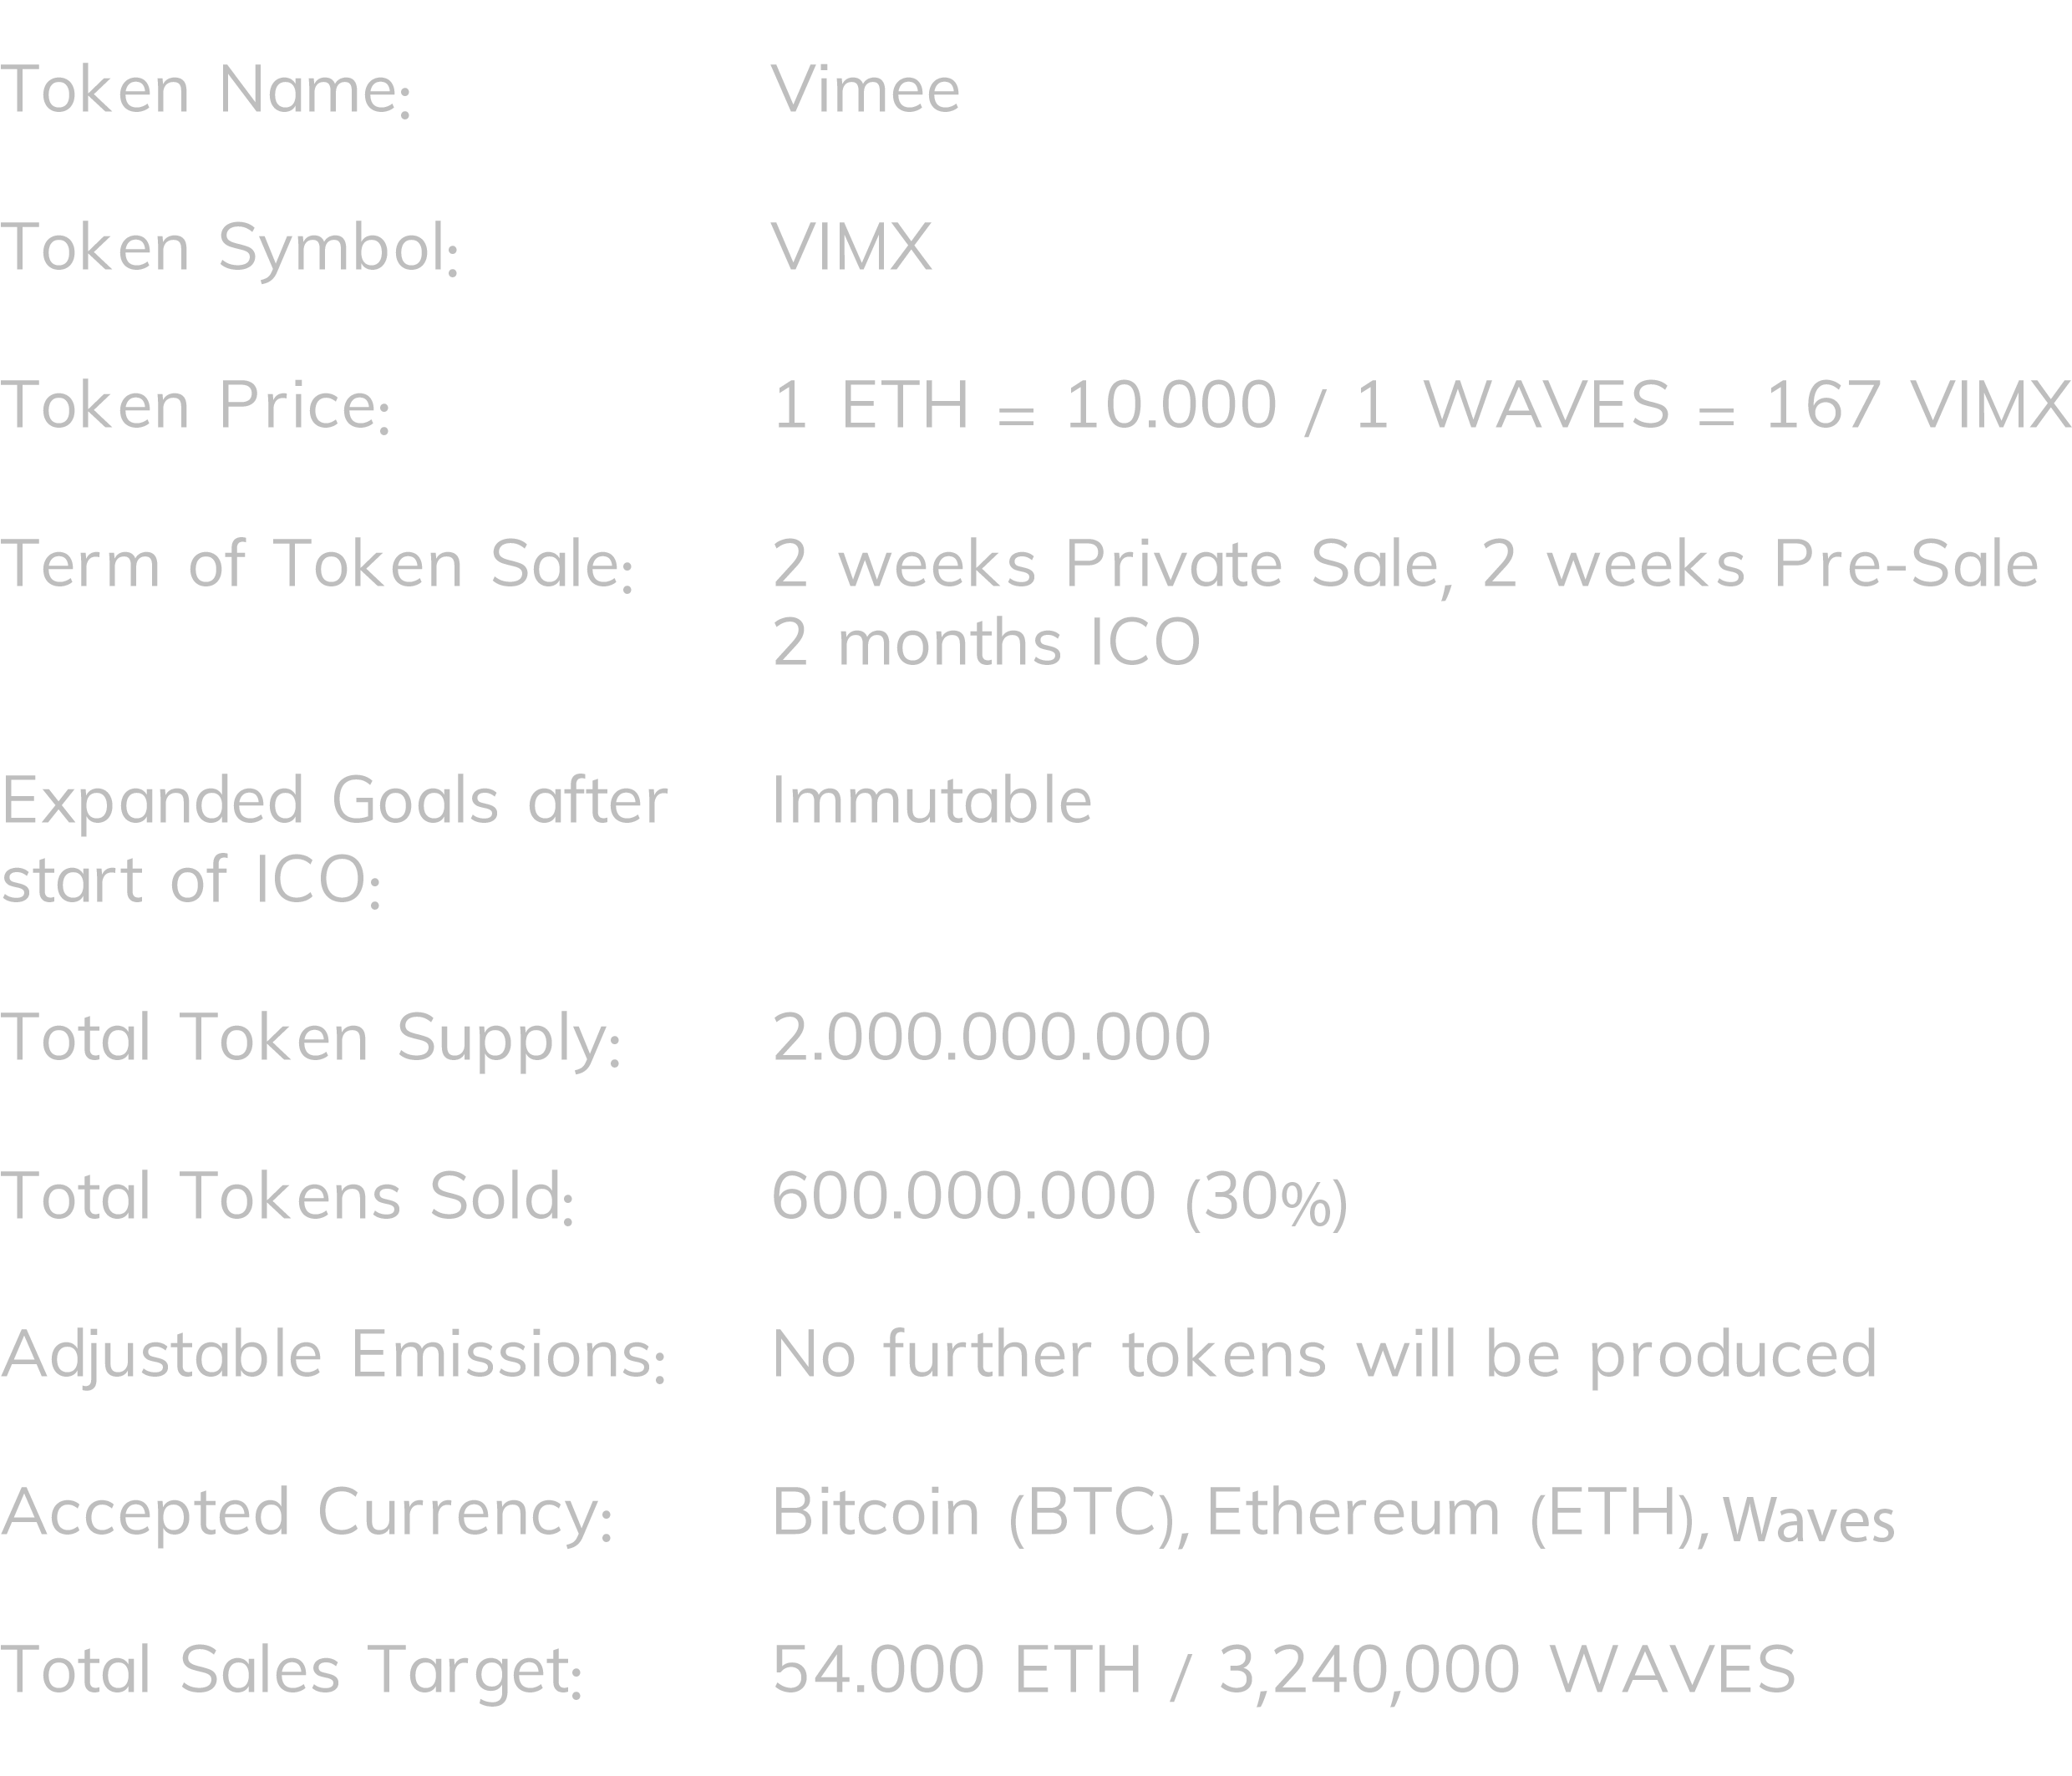 Token Name: Vimee
Token Symbol: VIMX
Token Price: 1 ETH = 10.000 / 1 WAVES = 167 VIMX
Term of Token Sale: 2 weeks Private Sale, 2 weeks Pre-Sale
2 months ICO
Expanded Goals after Immutable
start of ICO:
Total Token Supply: 2.000.000.000
Total Tokens Sold: 600.000.000 (30%)
Adjustable Emissions: No further tokens will be produced
Accepted Currency: Bitcoin (BTC), Ethereum (ETH), Waves
Total Sales Target: 54.000 ETH / 3,240,000 WAVES